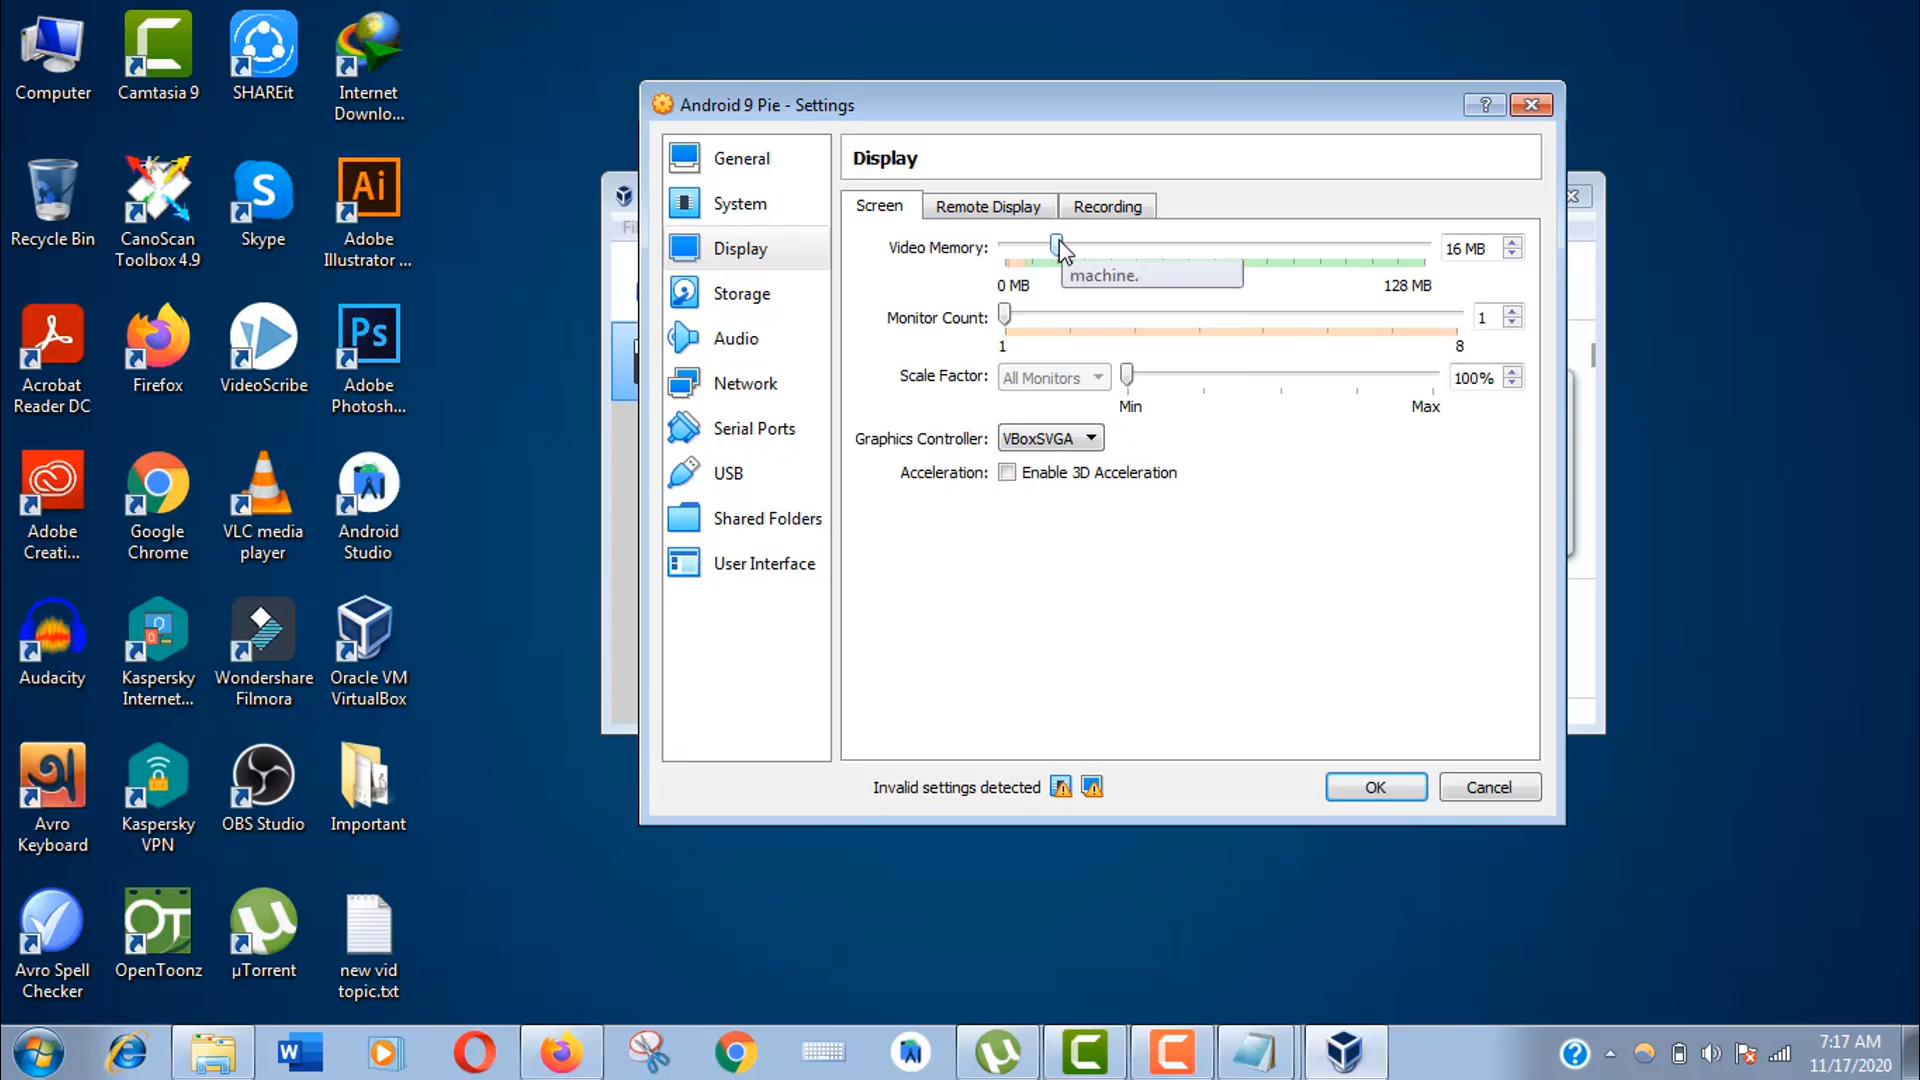 Computer
Camtasia 9
SHAREit
Internet
Downlo...
Recycle Bin
CanoScan
Toolbox 4.9
Skype
Adobe
Illustrator ...
Acrobat
Reader DC
Firefox
VideoScribe
Adobe
Photosh...
Adobe
Creati...
Google
Chrome
VLC media
player
Android
Studio
Audacity
Kaspersky
Internet...
Wondershare
Filmora
Oracle VM
VirtualBox
Avro
Keyboard
Kaspersky
VPN
OBS Studio
Important
Avro Spell
Checker
OpenToonz
µTorrent
new vid
topic.txt
Android 9 Pie - Settings
General
System
Display
Storage
Audio
Network
Serial Ports
USB
Shared Folders
User Interface
Display
Screen
Remote Display
Recording
Video Memory:
16 MB
machine.
0 MB
128 MB
Monitor Count:
1
1
8
Scale Factor:
All Monitors
100%
Min
Max
Graphics Controller:
VBoxSVGA
Acceleration:
Enable 3D Acceleration
Invalid settings detected
OK
Cancel
7:17 AM
11/17/2020